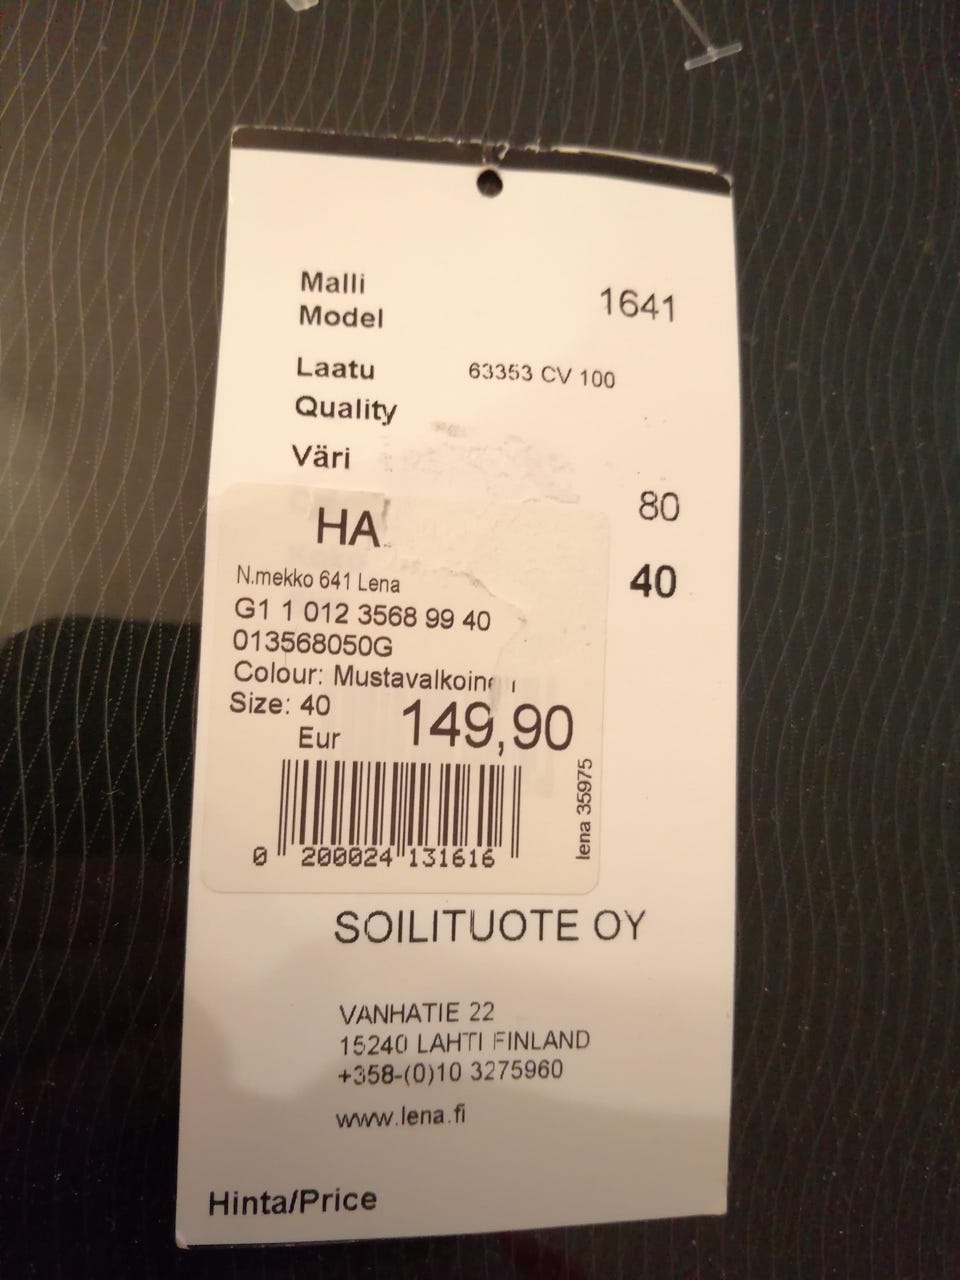 Malli
Model
1641
Laatu
Quality
63353 CV 100
Väri
80
HA
40
N.mekko 641 Lena
G1 1 012 3568 99 40
013568050G
Colour: Mustavalkoin
Size: 40
Eur 149,90
lena 35975
0 200024 131616
SOILITUOTE OY
VANHATIE 22
15240 LAHTI FINLAND
+358-(0)10 3275960
www.lena.fi
Hinta/Price